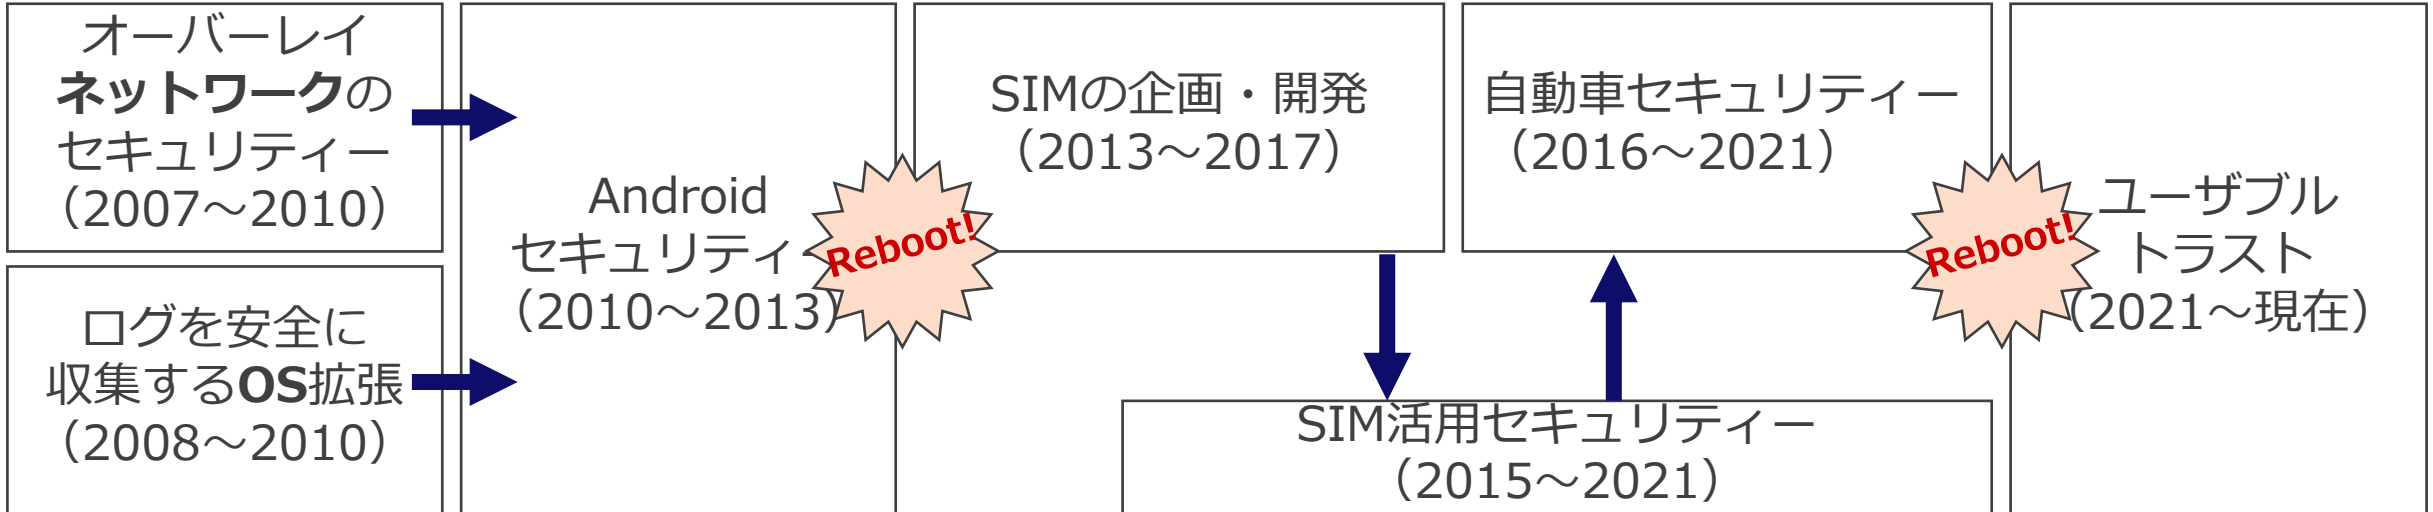 オーバーレイ
ネットワークの
セキュリティー
（2007～2010）
ログを安全に
収集するOS拡張
（2008～2010）
Android
セキュリティー
（2010～2013）
Reboot!
SIMの企画・開発
（2013～2017）
SIM活用セキュリティー
（2015～2021）
自動車セキュリティー
（2016～2021）
Reboot!
ユーザブル
トラスト
（2021～現在）